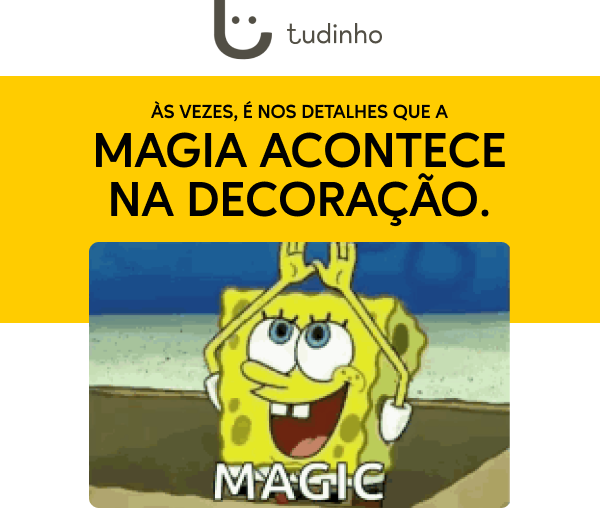 tudinho
ÀS VEZES, É NOS DETALHES QUE A
MAGIA ACONTECE
NA DECORAÇÃO.
MAGIC